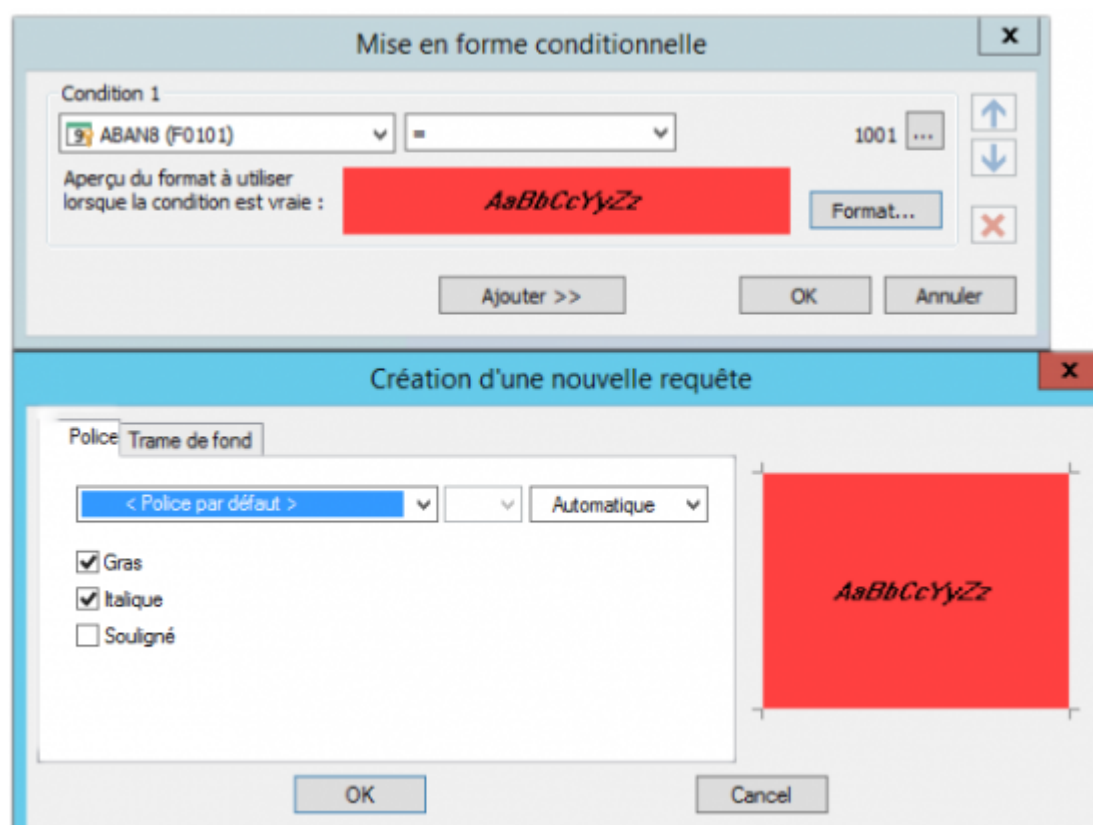 Mise en forme conditionnelle
x
Condition 1
9 ABAN8 (F0101)
=
1001 ...
Aperçu du format à utiliser
lorsque la condition est vraie :
AaBbCcYyZz
Format...
Ajouter >>
OK
Annuler
Création d'une nouvelle requête
x
Police
Trame de fond
< Police par défaut >
Automatique
Gras
Italique
Souligné
AaBbCcYyZz
OK
Cancel